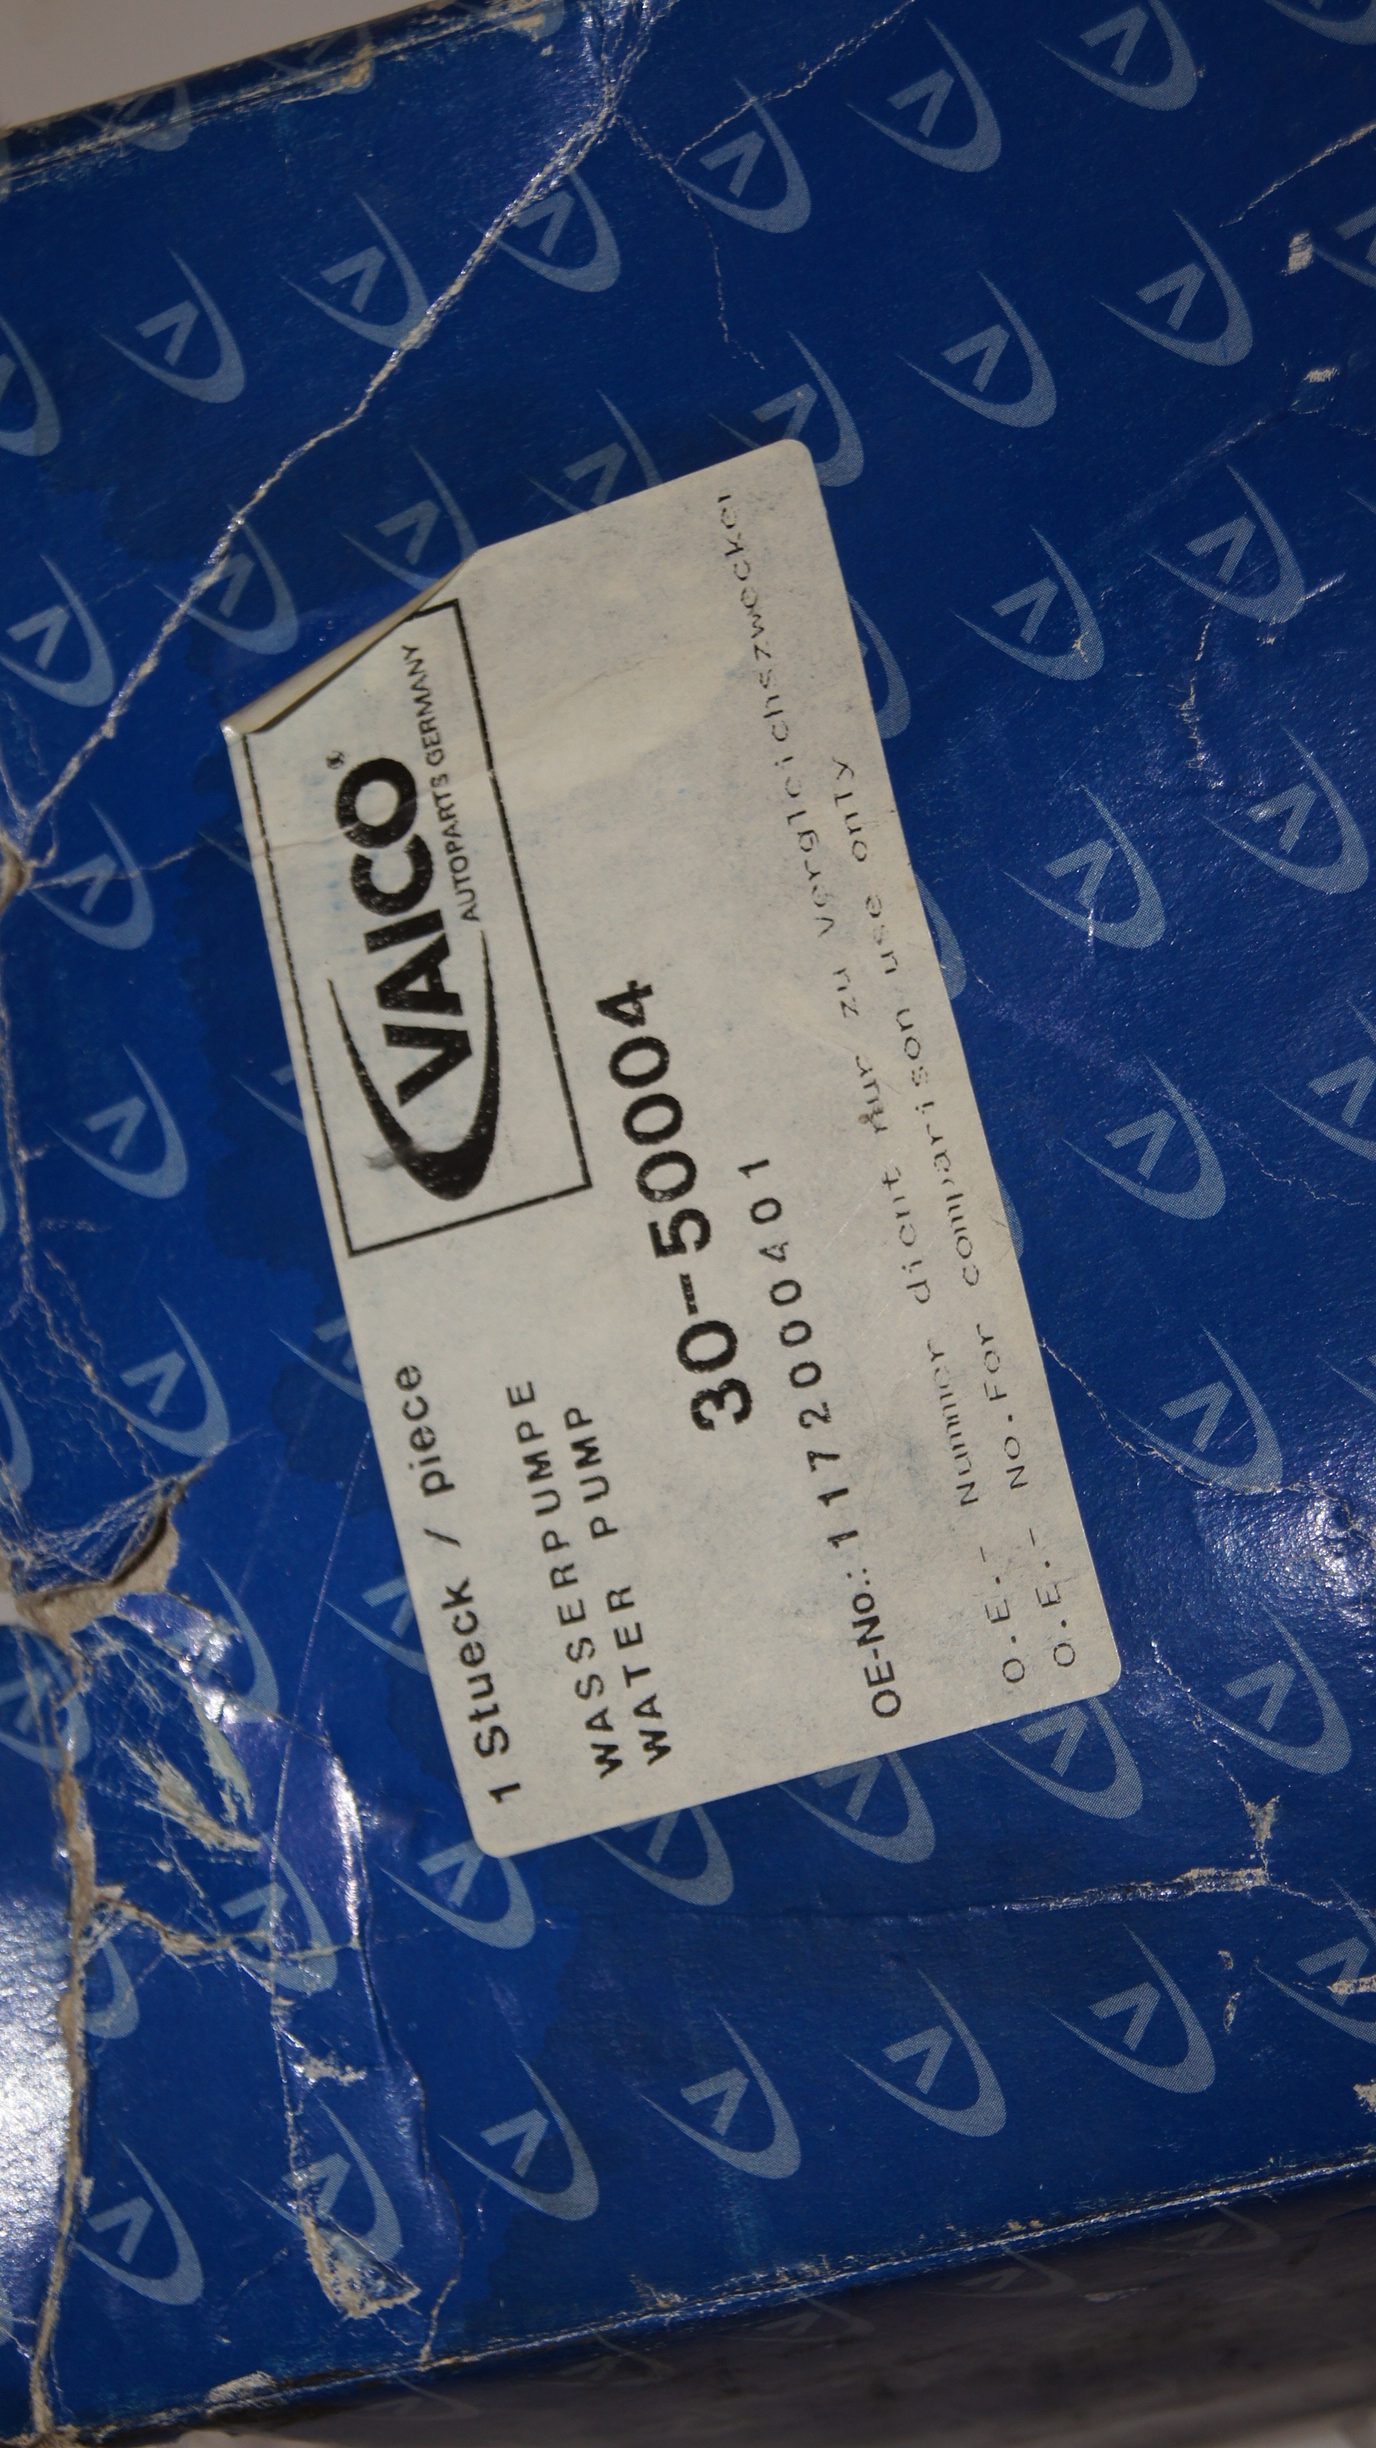 1 Stueck / piece
VAICO®
AUTOPARTS GERMANY
WASSERPUMPE
WATER PUMP
30-50004
OE-No.: 1172000401
O.E.- Nummer dient nur zu Vergleichszwecken
O.E.- NO.For comparison use only